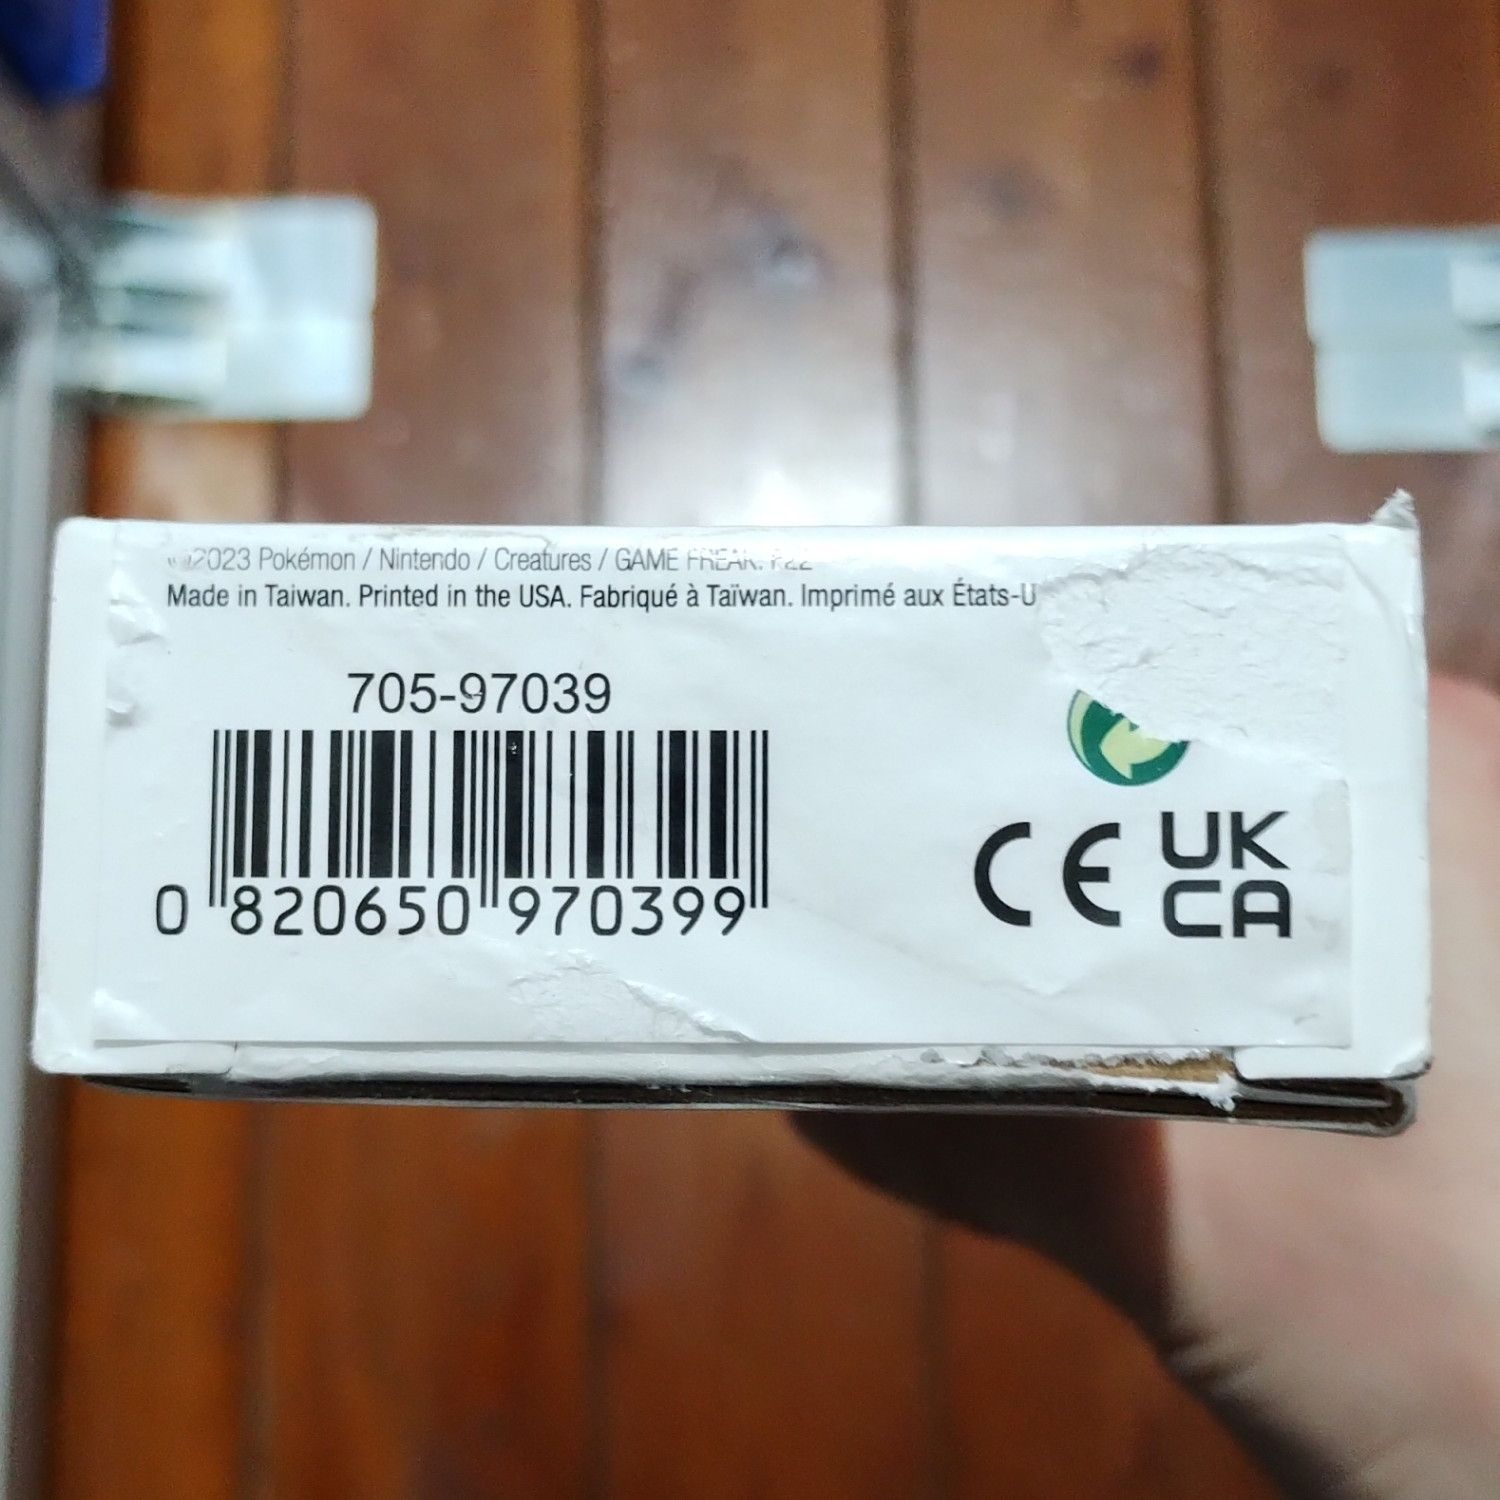 2023 Pokémon / Nintendo / Creatures / GAME FREAK.
Made in Taiwan. Printed in the USA. Fabriqué à Taïwan. Imprimé aux États-U
705-97039
0 820650 970399
CE
UK
CA